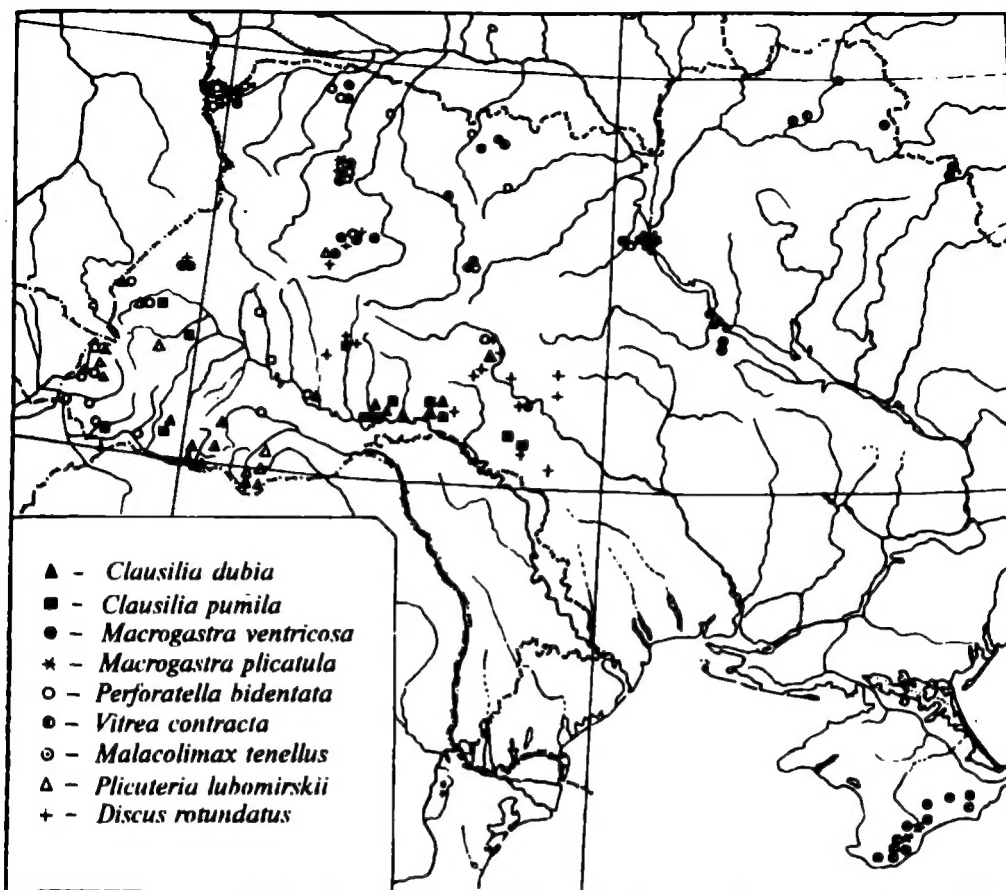 ▲ - Clausilia dubia
■ - Clausilia pumila
● - Macrogastra ventricosa
✶ - Macrogastra plicatula
○ - Perforatella bidentata
◐ - Vitrea contracta
⊙ - Malacolimax tenellus
△ - Plicuteria lubomirskii
+ - Discus rotundatus